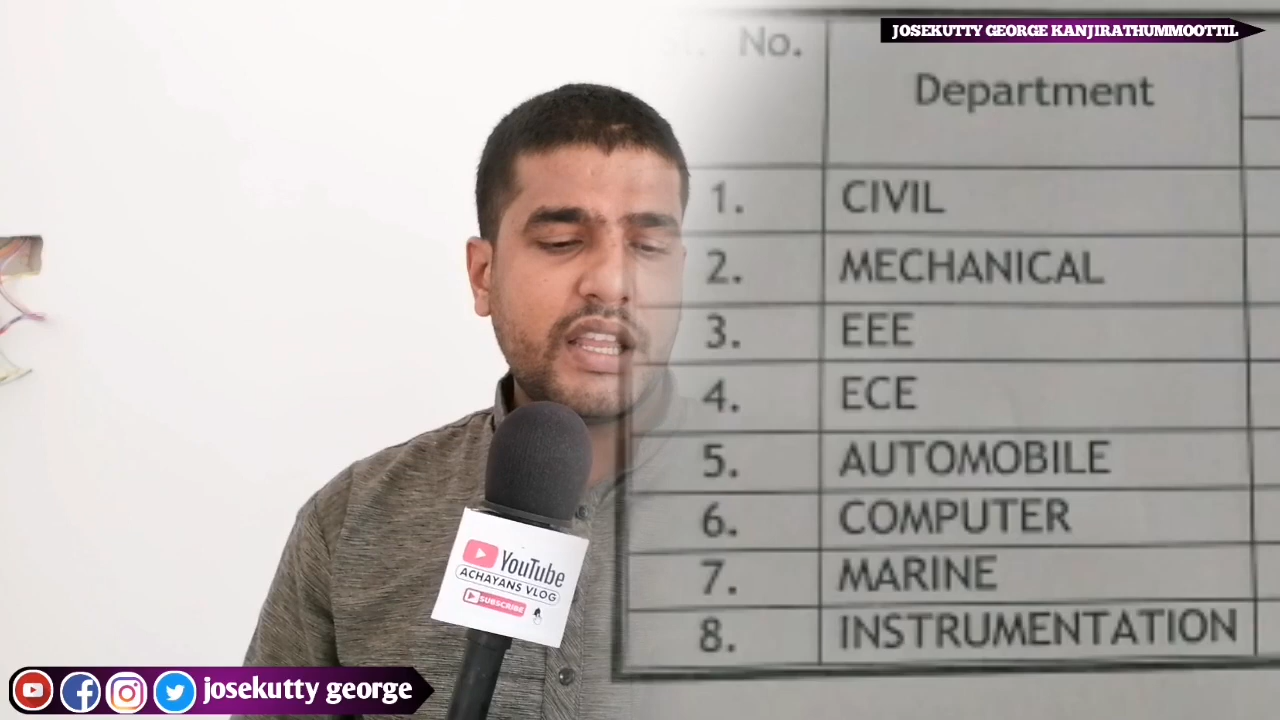 JOSEKUTTY GEORGE KANJIRATHUMMOOTTIL
No. Department
1. CIVIL
2. MECHANICAL
3. EEE
4. ECE
5. AUTOMOBILE
6. COMPUTER
7. MARINE
8. INSTRUMENTATION
YouTube
ACHAYANS VLOG
SUBSCRIBE
josekutty george